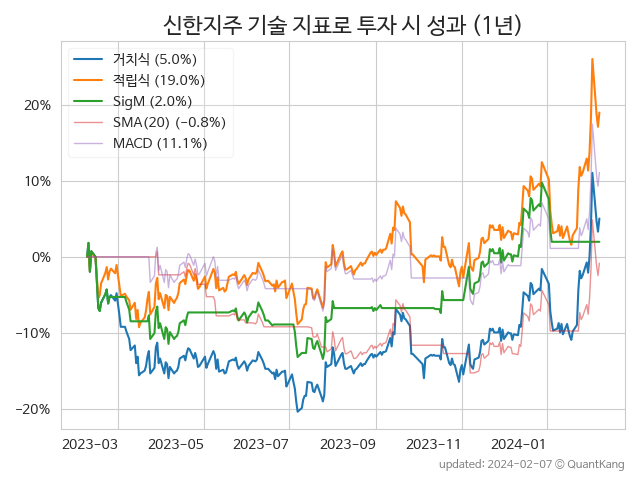 신한지주 기술 지표로 투자 시 성과 (1년)
거치식 (5.0%)
적립식 (19.0%)
SigM (2.0%)
SMA(20) (−0.8%)
MACD (11.1%)
20%
10%
0%
−10%
−20%
2023-03 2023-05 2023-07 2023-09 2023-11 2024-01
updated: 2024-02-07 © QuantKang